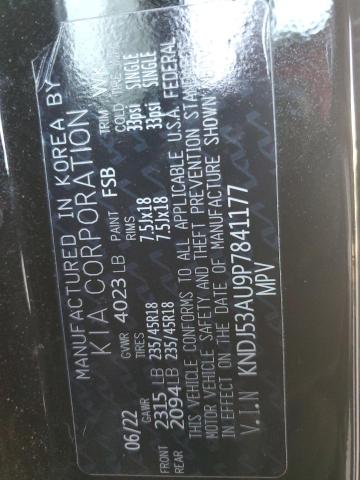 MANUFACTURED IN KOREA BY
KIA CORPORATION
06/22 GVWR 4023 LB PAINT FSB TRIM VK
GAWR TIRES RIMS COLD TIRE
FRONT 2315 LB 235/45R18 7.5Jx18 33psi SINGLE
REAR 2094 LB 235/45R18 7.5Jx18 33psi SINGLE
THIS VEHICLE CONFORMS TO ALL APPLICABLE U.S.A. FEDERAL
MOTOR VEHICLE SAFETY AND THEFT PREVENTION
IN EFFECT ON THE DATE OF MANUFACTURE SHOWN
V.I.N KNDJ53AU9P7841177
MPV